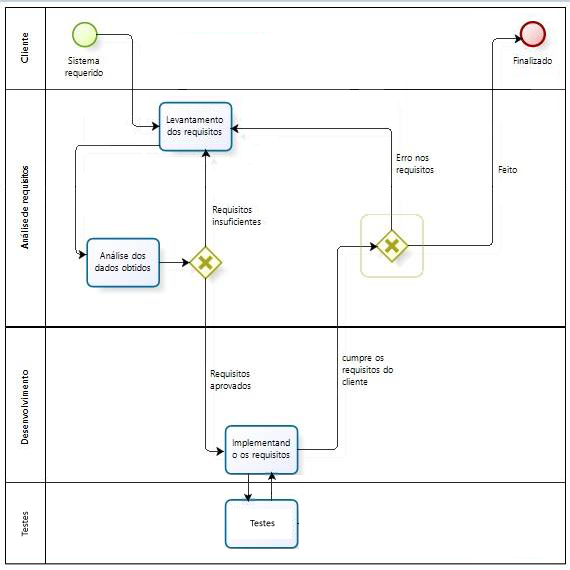 Cliente
Sistema
requerido
Finalizado
Análise de requisitos
Levantamento
dos requisitos
Erro nos
requisitos
Feito
Requisitos
insuficientes
Análise dos
dados obtidos
Desenvolvimento
Requisitos
aprovados
cumpre os
requisitos do
cliente
Implementand
o os requisitos
Testes
Testes